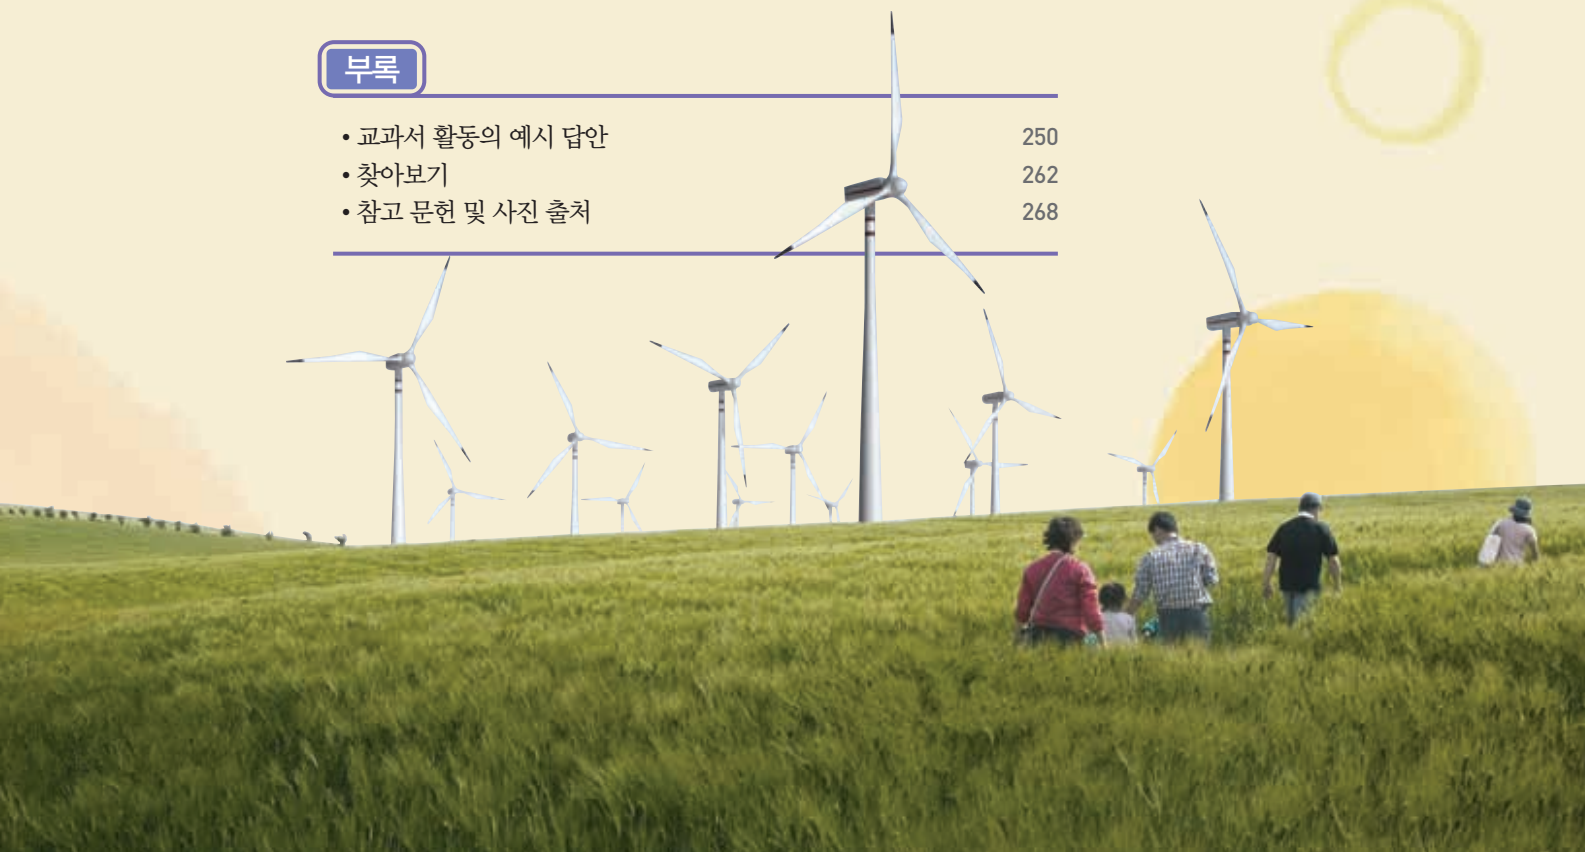 부록
• 교과서 활동의 예시 답안 250
• 찾아보기 262
• 참고 문헌 및 사진 출처 268